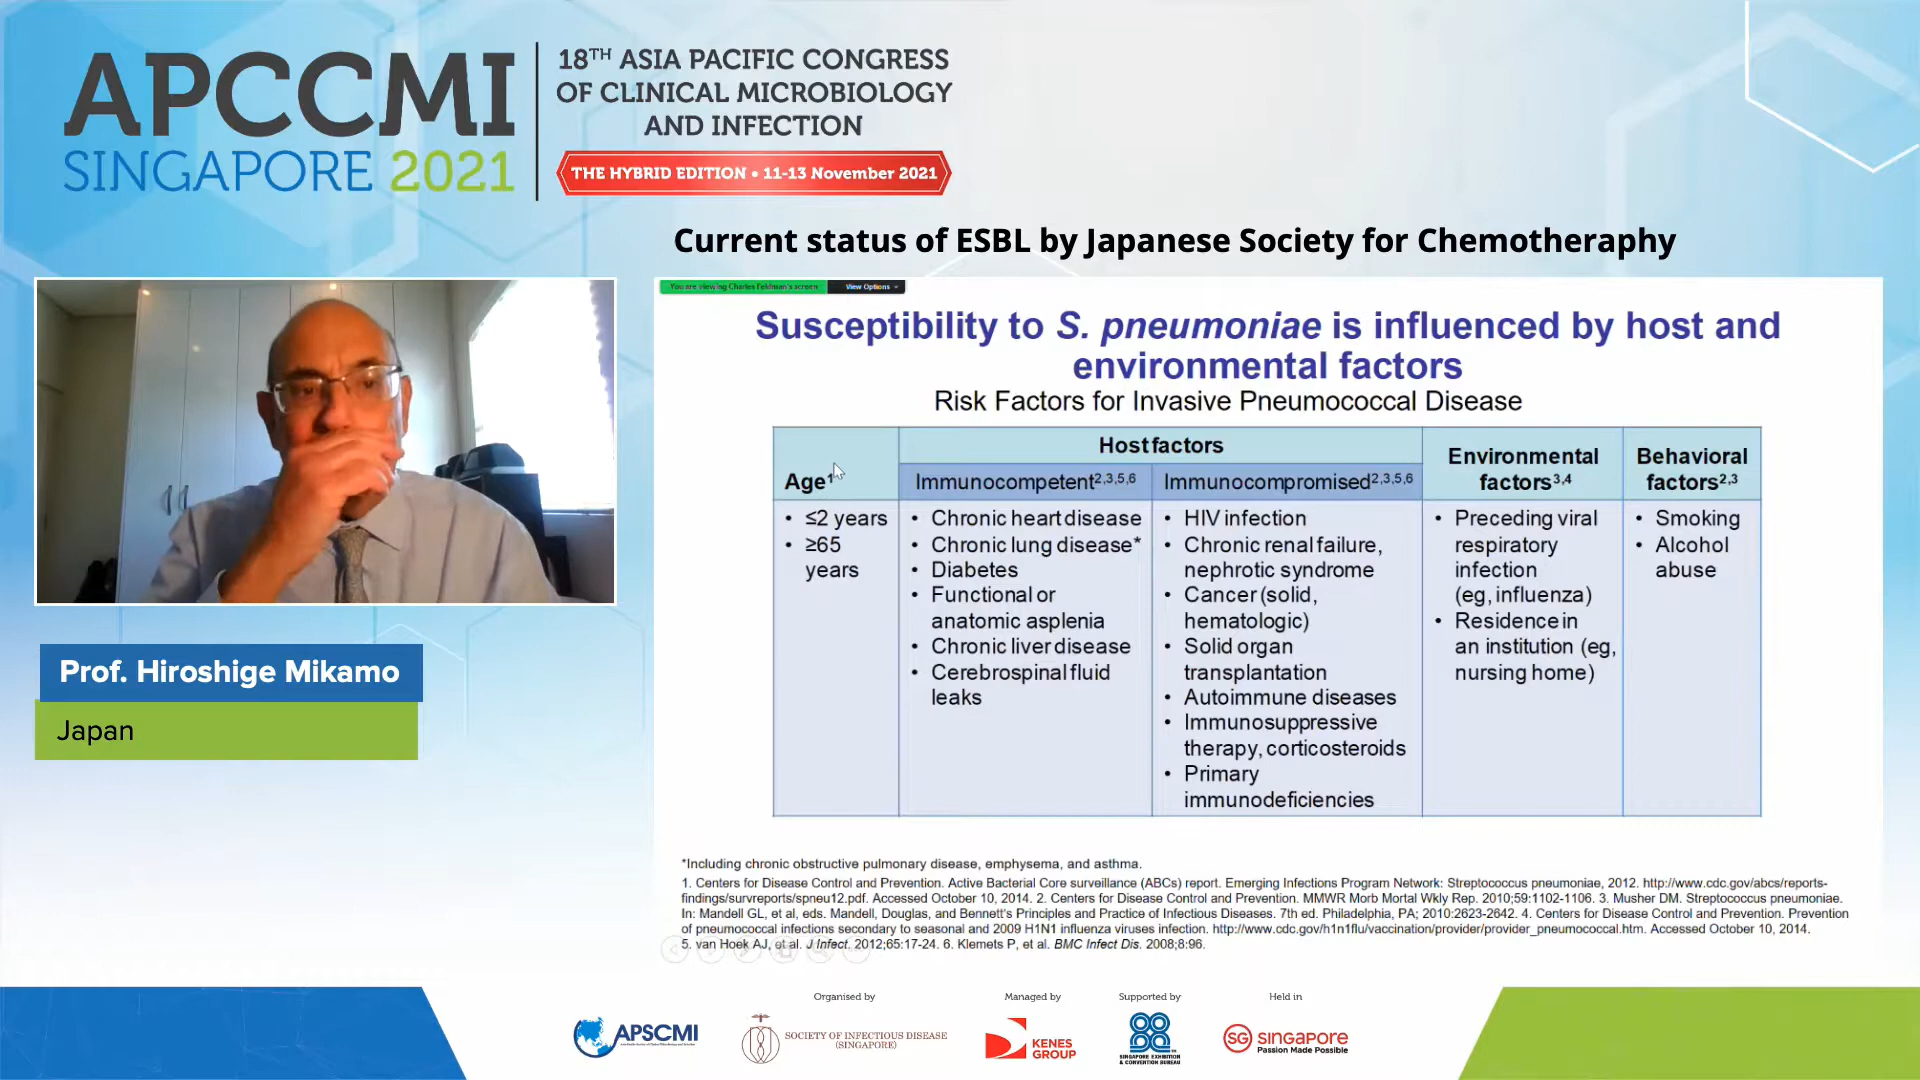 APCCMI
SINGAPORE 2021
18TH ASIA PACIFIC CONGRESS
OF CLINICAL MICROBIOLOGY
AND INFECTION
THE HYBRID EDITION • 11-13 November 2021
Current status of ESBL by Japanese Society for Chemotheraphy
You are viewing Charles Feldman's screen
View Options
Susceptibility to S. pneumoniae is influenced by host and
environmental factors
Risk Factors for Invasive Pneumococcal Disease
Age1
Host factors
Immunocompetent2,3,5,6
Immunocompromised2,3,5,6
Environmental
factors3,4
Behavioral
factors2,3
• ≤2 years
• ≥65
years
• Chronic heart disease
• Chronic lung disease*
• Diabetes
• Functional or
anatomic asplenia
• Chronic liver disease
• Cerebrospinal fluid
leaks
• HIV infection
• Chronic renal failure,
nephrotic syndrome
• Cancer (solid,
hematologic)
• Solid organ
transplantation
• Autoimmune diseases
• Immunosuppressive
therapy, corticosteroids
• Primary
immunodeficiencies
• Preceding viral
respiratory
infection
(eg, influenza)
• Residence in
an institution (eg,
nursing home)
• Smoking
• Alcohol
abuse
*Including chronic obstructive pulmonary disease, emphysema, and asthma.
1. Centers for Disease Control and Prevention. Active Bacterial Core surveillance (ABCs) report. Emerging Infections Program Network: Streptococcus pneumoniae, 2012. http://www.cdc.gov/abcs/reports-
findings/survreports/spneu12.pdf. Accessed October 10, 2014. 2. Centers for Disease Control and Prevention. MMWR Morb Mortal Wkly Rep. 2010;59:1102-1106. 3. Musher DM. Streptococcus pneumoniae.
In: Mandell GL, et al, eds. Mandell, Douglas, and Bennett's Principles and Practice of Infectious Diseases. 7th ed. Philadelphia, PA; 2010:2623-2642. 4. Centers for Disease Control and Prevention. Prevention
of pneumococcal infections secondary to seasonal and 2009 H1N1 influenza viruses infection. http://www.cdc.gov/h1n1flu/vaccination/provider/provider_pneumococcal.htm. Accessed October 10, 2014.
5. van Hoek AJ, et al. J Infect. 2012;65:17-24. 6. Klemets P, et al. BMC Infect Dis. 2008;8:96.
Prof. Hiroshige Mikamo
Japan
Organised by
Managed by
Supported by
Held in
APSCMI
SOCIETY OF INFECTIOUS DISEASE
(SINGAPORE)
KENES
GROUP
SINGAPORE EXHIBITION
& CONVENTION BUREAU
SG
SINGAPORE
Passion Made Possible